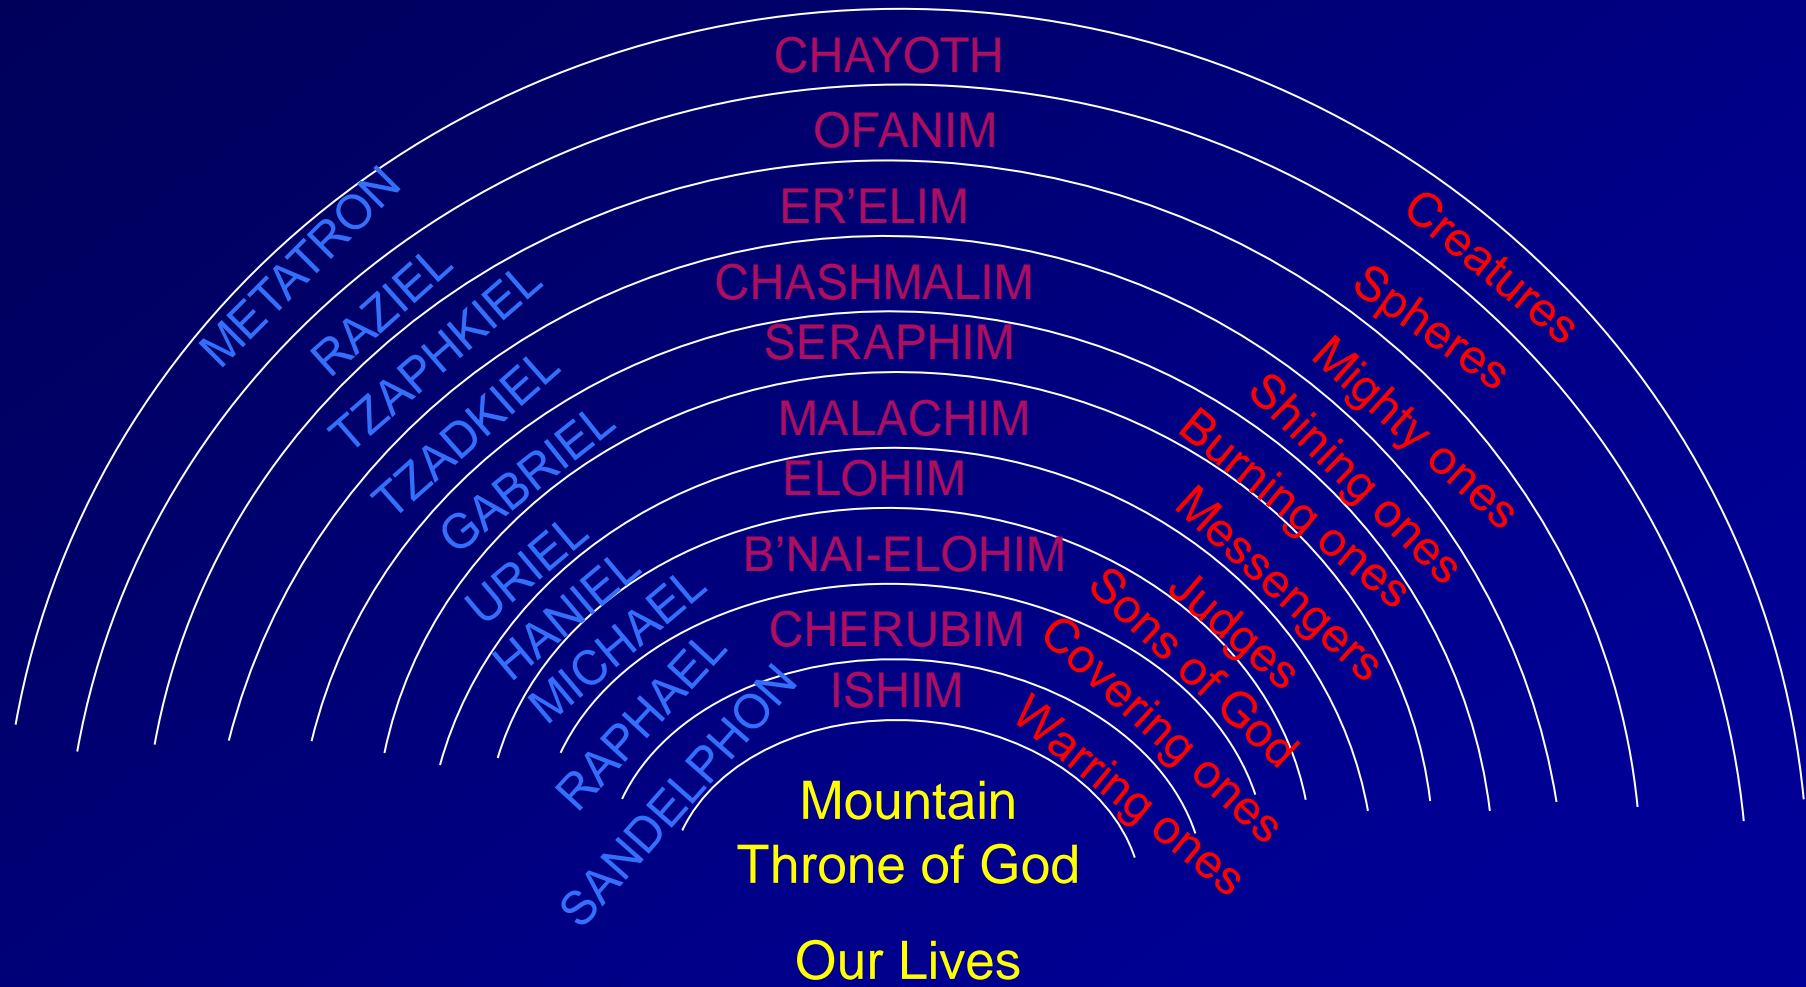 CHAYOTH
OFANIM
ER’ELIM
CHASHMALIM
SERAPHIM
MALACHIM
ELOHIM
B’NAI-ELOHIM
CHERUBIM
ISHIM
METATRON
RAZIEL
TZAPHKIEL
TZADKIEL
GABRIEL
URIEL
HANIEL
MICHAEL
RAPHAEL
SANDELPHON
Creatures
Spheres
Mighty ones
Shining ones
Burning ones
Messengers
Judges
Sons of God
Covering ones
Warring ones
Mountain
Throne of God
Our Lives